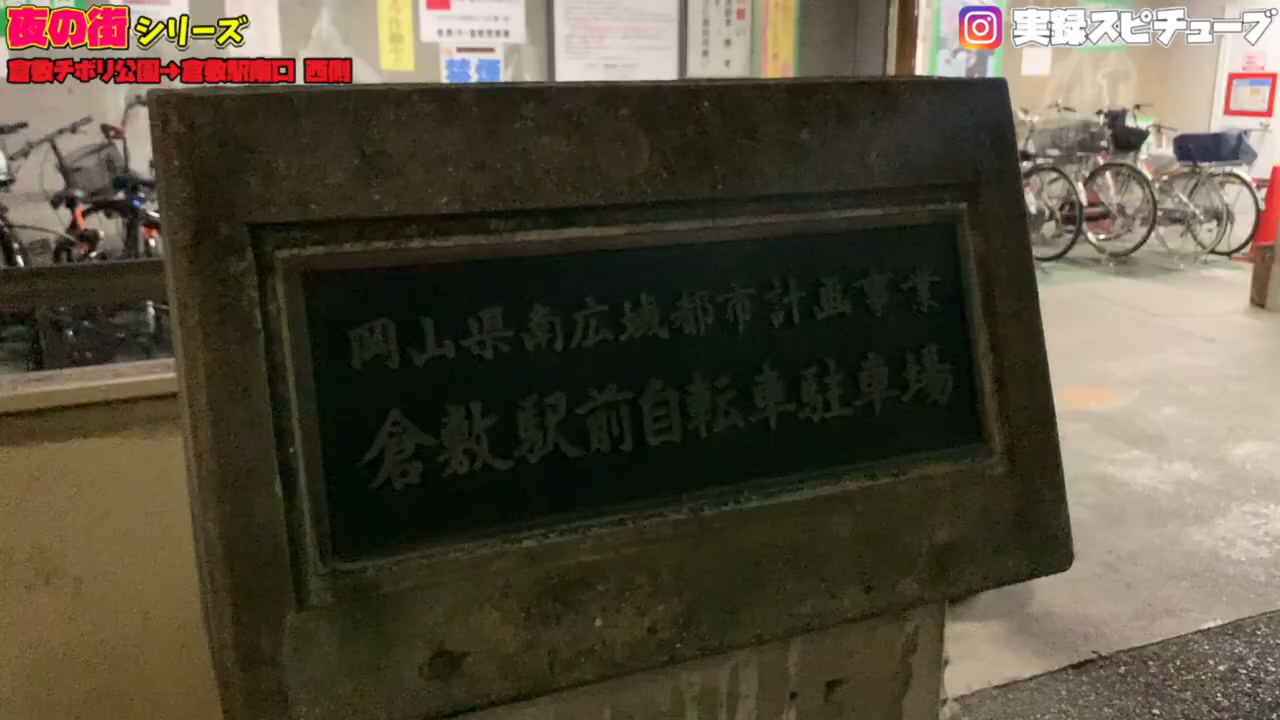 夜の街シリーズ
倉敷チボリ公園→倉敷駅南口 西側
実録スピチューブ
禁煙
岡山県南広域都市計画事業
倉敷駅前自転車駐車場